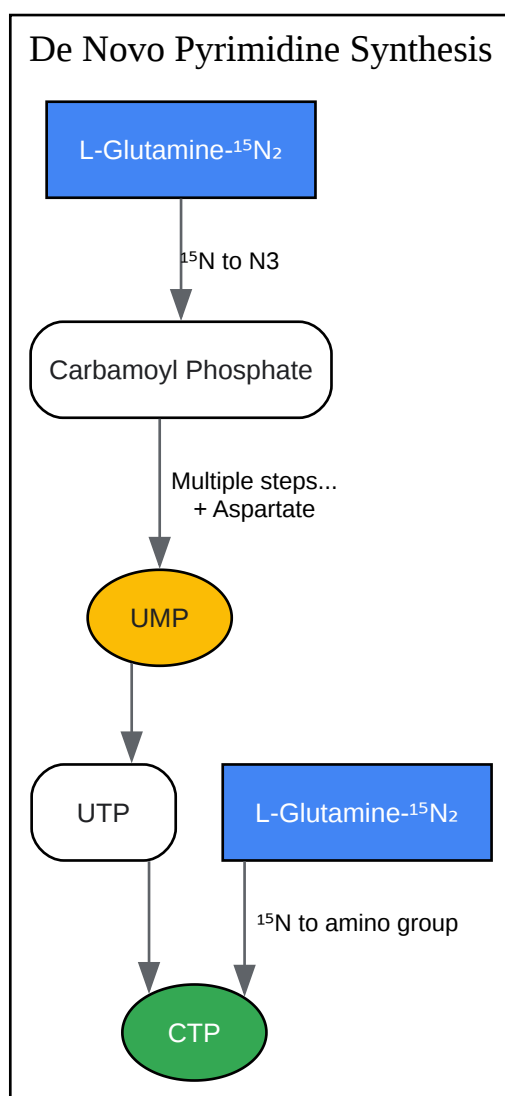 De Novo Pyrimidine Synthesis
L-Glutamine-¹⁵N₂
¹⁵N to N3
Carbamoyl Phosphate
Multiple steps...
+ Aspartate
UMP
UTP
L-Glutamine-¹⁵N₂
¹⁵N to amino group
CTP